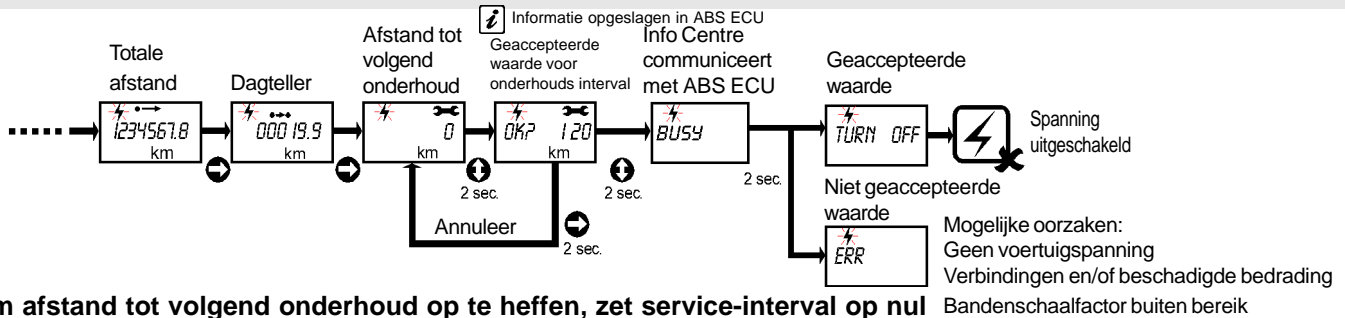 Informatie opgeslagen in ABS ECU
Totale
afstand
Dagteller
Afstand tot
volgend
onderhoud
Geaccepteerde
waarde voor
onderhouds interval
Info Centre
communiceert
met ABS ECU
Geaccepteerde
waarde
1234567.8
km
00019.9
km
0
km
OK? 120
km
BUSY
TURN OFF
Spanning
uitgeschakeld
2 sec.
2 sec.
2 sec.
Annuleer
2 sec.
Niet geaccepteerde
waarde
ERR
Mogelijke oorzaken:
Geen voertuigspanning
Verbindingen en/of beschadigde bedrading
Bandenschaalfactor buiten bereik
m afstand tot volgend onderhoud op te heffen, zet service-interval op nul